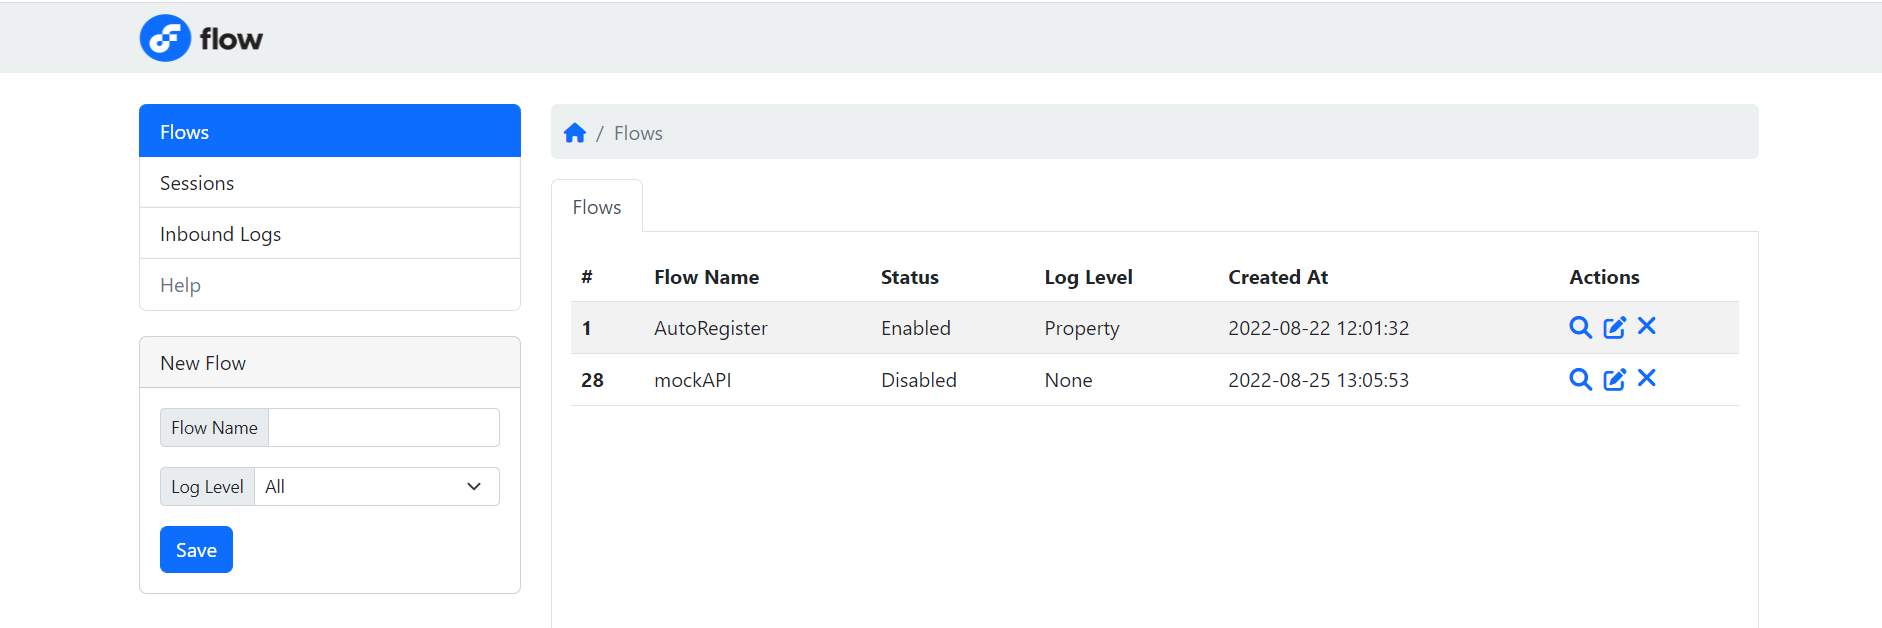 flow
Flows
Sessions
Inbound Logs
Help
New Flow
Flow Name
Log Level All
Save
/ Flows
Flows
# Flow Name Status Log Level Created At Actions
1 AutoRegister Enabled Property 2022-08-22 12:01:32
28 mockAPI Disabled None 2022-08-25 13:05:53